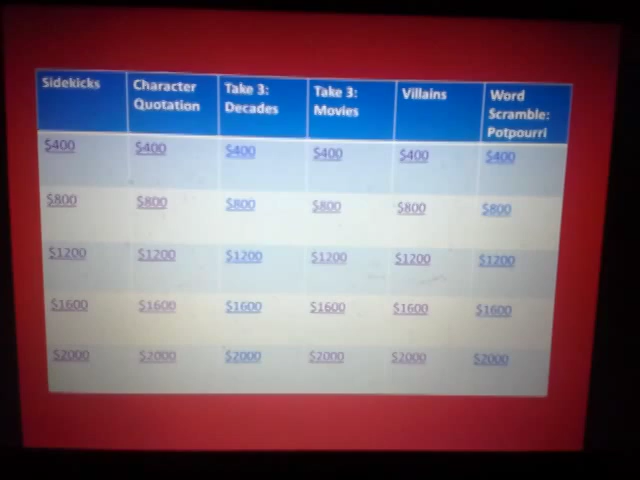 Sidekicks
Character
Quotation
Take 3:
Decades
Take 3:
Movies
Villains
Word
Scramble:
Potpourri
$400 $400 $400 $400 $400 $400
$800 $800 $800 $800 $800 $800
$1200 $1200 $1200 $1200 $1200 $1200
$1600 $1600 $1600 $1600 $1600 $1600
$2000 $2000 $2000 $2000 $2000 $2000